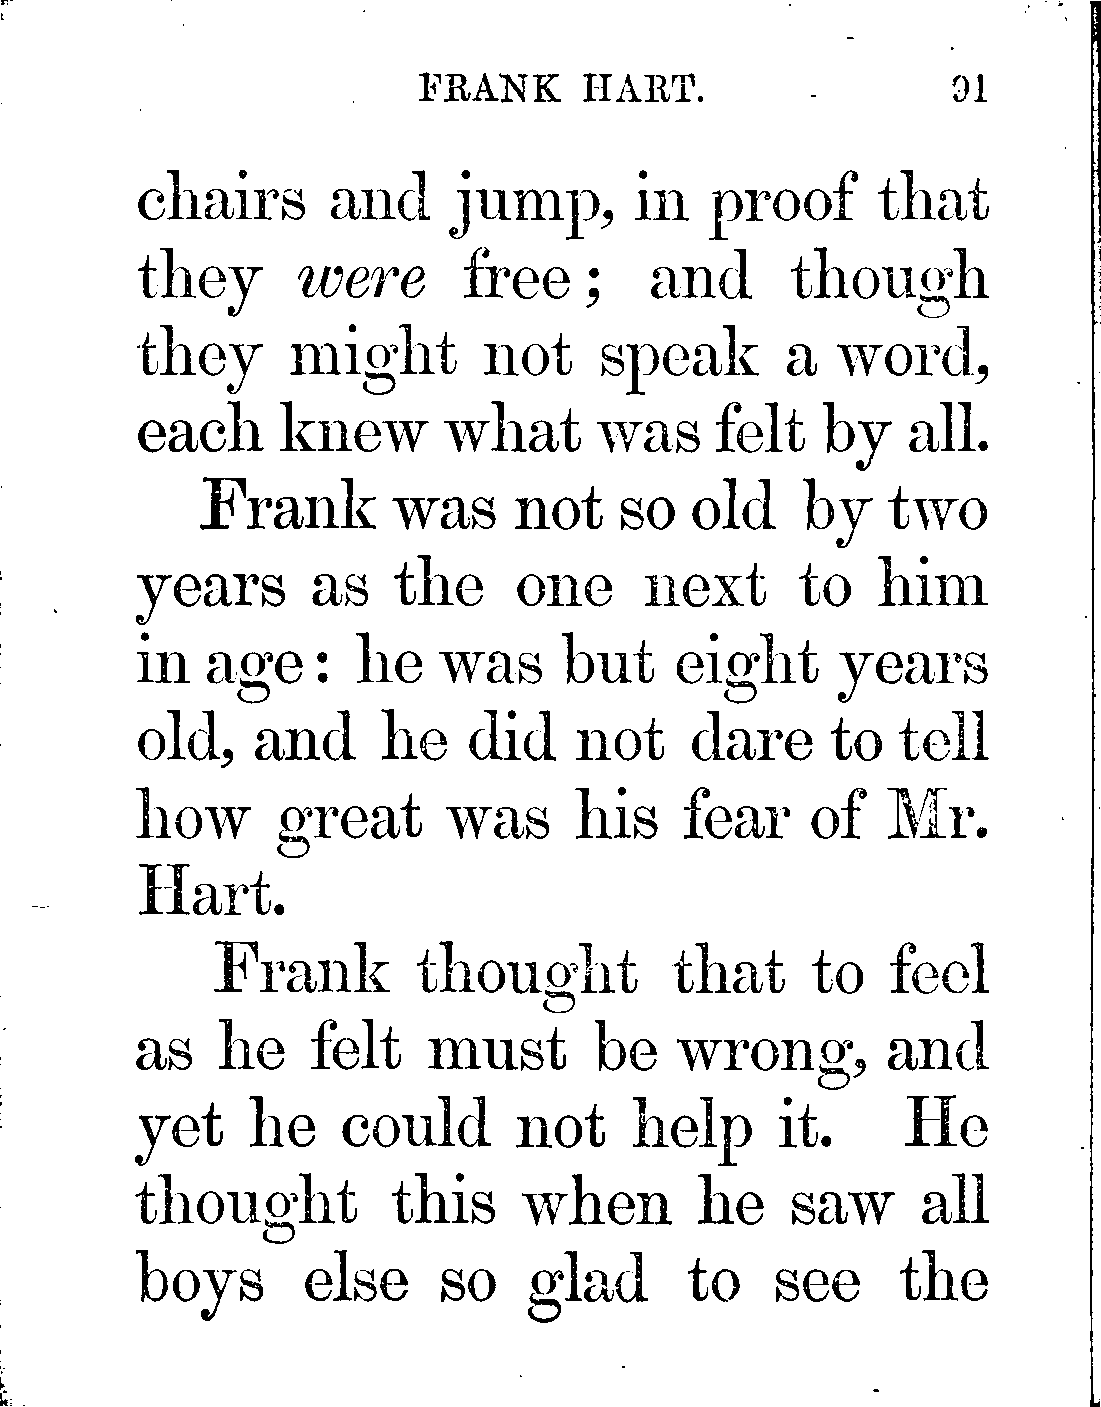 FRANK HART. 91
chairs and jump, in proof that
they were free; and though
they might not speak a word,
each knew what was felt by all.
Frank was not so old by two
years as the one next to him
in age: he was but eight years
old, and he did not dare to tell
how great was his fear of Mr.
Hart.
Frank thought that to feel
as he felt must be wrong, and
yet he could not help it. He
thought this when he saw all
boys else so glad to see the